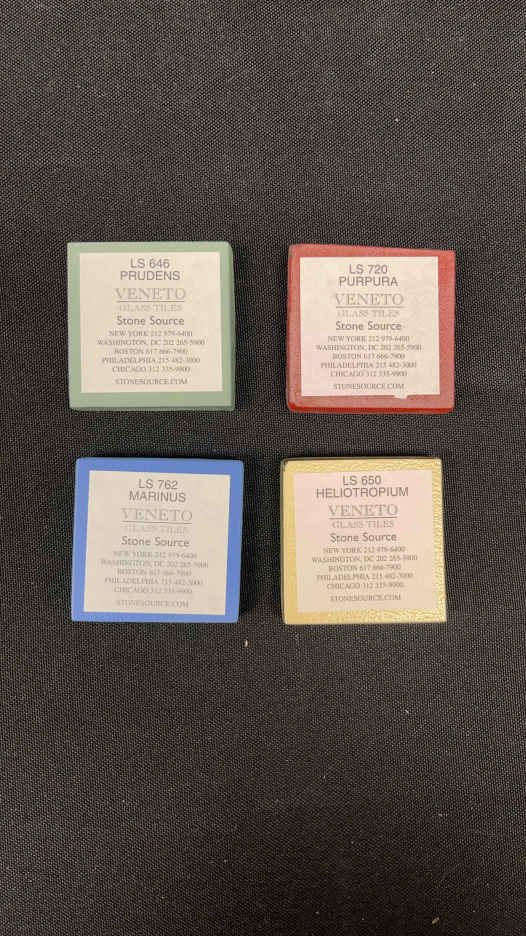 LS 646
PRUDENS
VENETO
GLASS TILES
Stone Source
NEW YORK 212 979-6400
WASHINGTON, DC 202 265-5900
BOSTON 617 666-7900
PHILADELPHIA 215 482-3000
CHICAGO 312 335-9900
STONESOURCE.COM
LS 720
PURPURA
VENETO
GLASS TILES
Stone Source
NEW YORK 212 979-6400
WASHINGTON, DC 202 265-5900
BOSTON 617 666-7900
PHILADELPHIA 215 482-3000
CHICAGO 312 335-9900
STONESOURCE.COM
LS 762
MARINUS
VENETO
GLASS TILES
Stone Source
NEW YORK 212 979-6400
WASHINGTON, DC 202 265-5900
BOSTON 617 666-7900
PHILADELPHIA 215 482-3000
CHICAGO 312 335-9900
STONESOURCE.COM
LS 650
HELIOTROPIUM
VENETO
GLASS TILES
Stone Source
NEW YORK 212 979-6400
WASHINGTON, DC 202 265-5900
BOSTON 617 666-7900
PHILADELPHIA 215 482-3000
CHICAGO 312 335-9900
STONESOURCE.COM